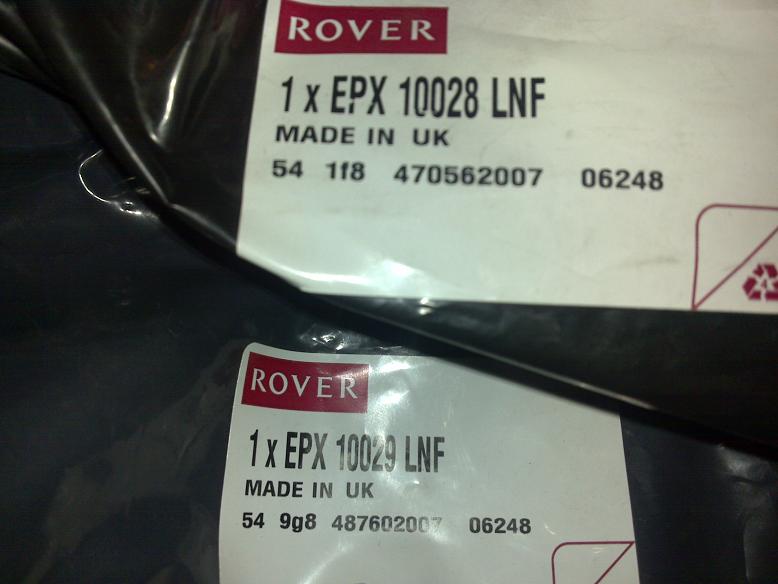 ROVER
1 x EPX 10028 LNF
MADE IN UK
54 1f8 470562007 06248
ROVER
1 x EPX 10029 LNF
MADE IN UK
54 9g8 487602007 06248